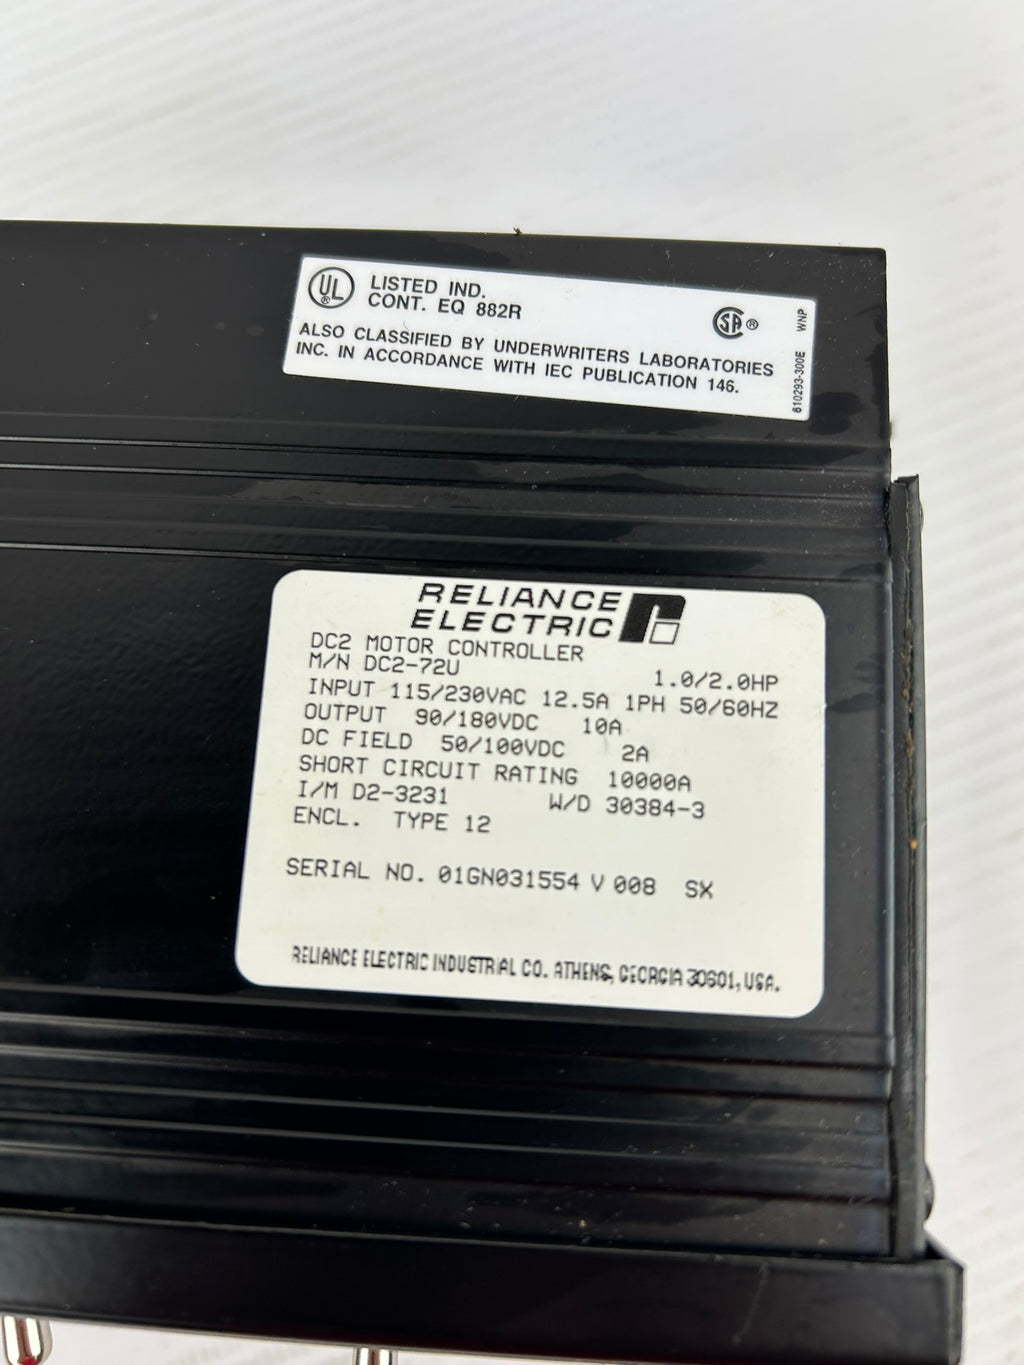 UL ®
LISTED IND.
CONT. EQ 882R
SA ®
ALSO CLASSIFIED BY UNDERWRITERS LABORATORIES
INC. IN ACCORDANCE WITH IEC PUBLICATION 146.
810293-300E WNP
RELIANCE
ELECTRIC
DC2 MOTOR CONTROLLER
M/N DC2-72U 1.0/2.0HP
INPUT 115/230VAC 12.5A 1PH 50/60HZ
OUTPUT 90/180VDC 10A
DC FIELD 50/100VDC 2A
SHORT CIRCUIT RATING 10000A
I/M D2-3231 W/D 30384-3
ENCL. TYPE 12
SERIAL NO. 01GN031554 V 008 SX
RELIANCE ELECTRIC INDUSTRIAL CO. ATHENS, GEORGIA 30601, USA.